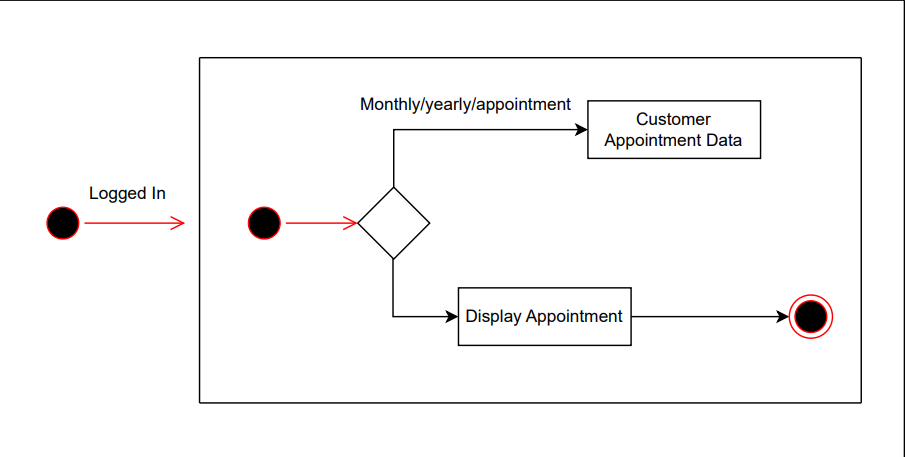 Monthly/yearly/appointment
Customer
Appointment Data
Logged In
Display Appointment